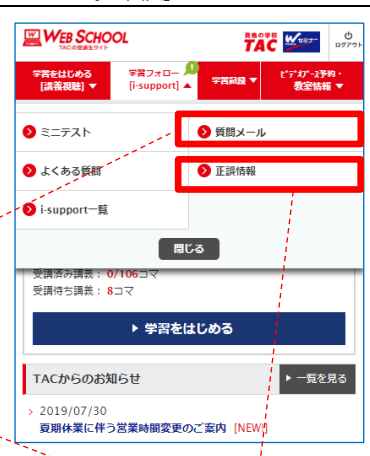 WEB SCHOOL
TACの受講生サイト
資格の学校
TAC
Wセミナー
ログアウト
学習をはじめる
[講義視聴] ▼
学習フォロー
[i-support] ▲
学習記録 ▼
ビデオブース予約・
教室情報 ▼
ミニテスト
質問メール
よくある質問
正誤情報
i-support一覧
閉じる
受講済み講義： 0/106コマ
受講待ち講義： 8コマ
学習をはじめる
TACからのお知らせ
一覧を見る
2019/07/30
夏期休業に伴う営業時間変更のご案内 [NEW!]